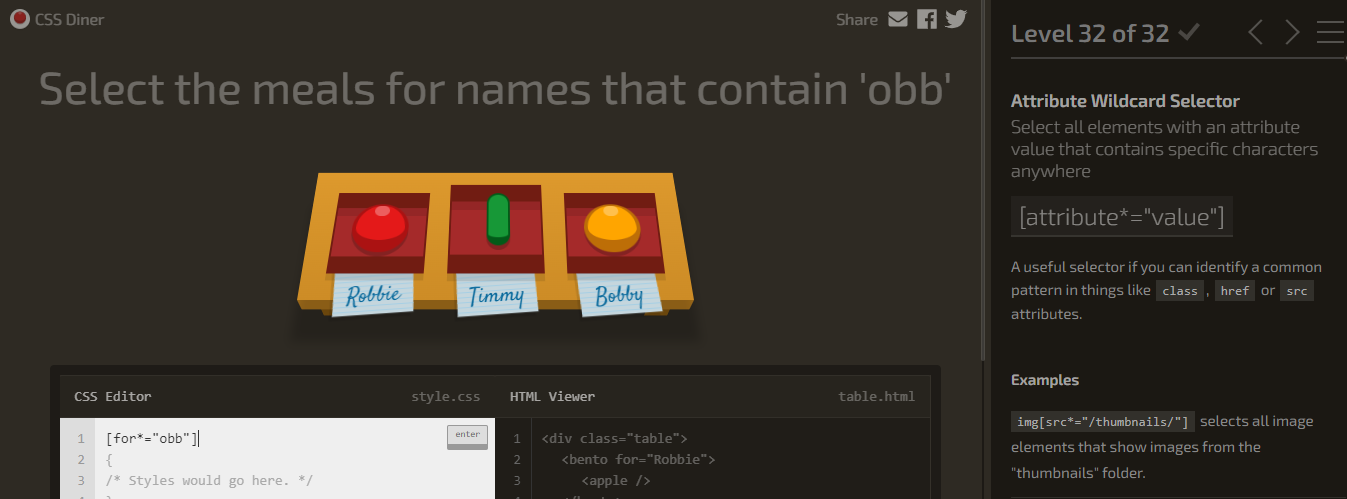 CSS Diner
Share
Select the meals for names that contain 'obb'
Robbie
Timmy
Bobby
CSS Editor
style.css
1
[for*="obb"]
enter
2
{
3
/* Styles would go here. */
HTML Viewer
table.html
1
<div class="table">
2
<bento for="Robbie">
3
<apple />
Level 32 of 32
Attribute Wildcard Selector
Select all elements with an attribute
value that contains specific characters
anywhere
[attribute*="value"]
A useful selector if you can identify a common
pattern in things like class, href or src
attributes.
Examples
img[src*="/thumbnails/"] selects all image
elements that show images from the
"thumbnails" folder.